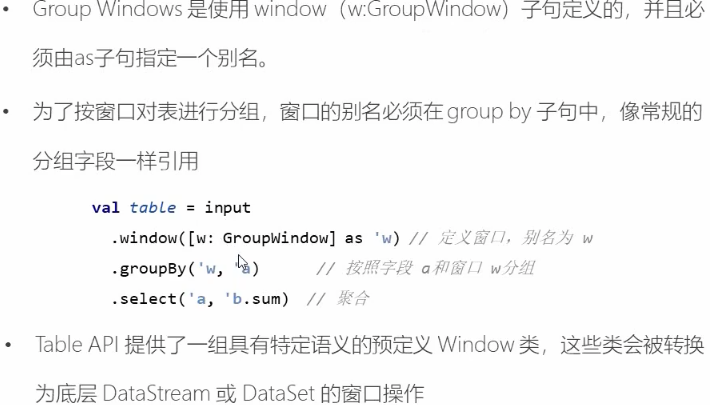 • Group Windows 是使用 window（w:GroupWindow）子句定义的，并且必
须由as子句指定一个别名。
• 为了按窗口对表进行分组，窗口的别名必须在 group by 子句中，像常规的
分组字段一样引用
val table = input
.window([w: GroupWindow] as 'w) // 定义窗口，别名为 w
.groupBy('w, 'a) // 按照字段 a和窗口 w分组
.select('a, 'b.sum) // 聚合
• Table API 提供了一组具有特定语义的预定义 Window 类，这些类会被转换
为底层 DataStream 或 DataSet 的窗口操作